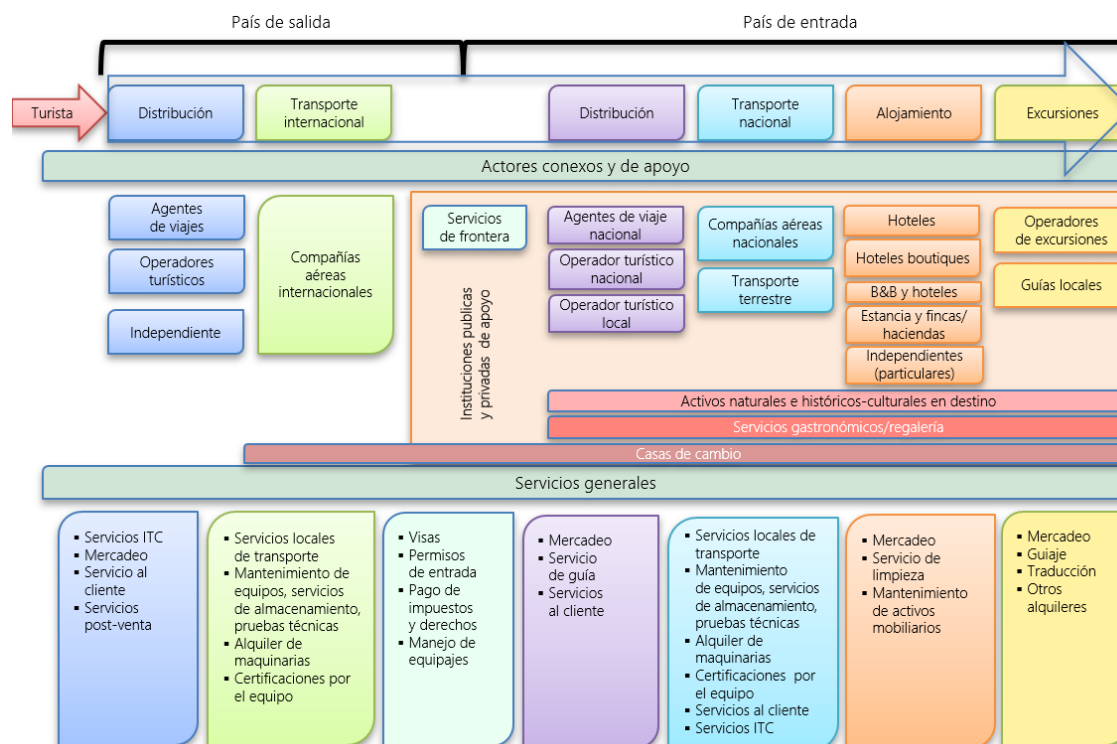 País de salida
País de entrada
Turista
Distribución
Transporte
internacional
Distribución
Transporte
nacional
Alojamiento
Excursiones
Actores conexos y de apoyo
Agentes
de viajes
Operadores
turísticos
Independiente
Compañías
aéreas
internacionales
Servicios
de frontera
Instituciones publicas
y privadas de apoyo
Agentes de viaje
nacional
Operador turístico
nacional
Operador turístico
local
Compañías aéreas
nacionales
Transporte
terrestre
Hoteles
Hoteles boutiques
B&B y hoteles
Estancia y fincas/
haciendas
Independientes
(particulares)
Operadores
de excursiones
Guías locales
Activos naturales e históricos-culturales en destino
Servicios gastronómicos/regalería
Casas de cambio
Servicios generales
▪ Servicios ITC
▪ Mercadeo
▪ Servicio al
cliente
▪ Servicios
post-venta
▪ Servicios locales
de transporte
▪ Mantenimiento de
equipos, servicios
de almacenamiento,
pruebas técnicas
▪ Alquiler de
maquinarias
▪ Certificaciones por
el equipo
▪ Visas
▪ Permisos
de entrada
▪ Pago de
impuestos
y derechos
▪ Manejo de
equipajes
▪ Mercadeo
▪ Servicio
de guía
▪ Servicios
al cliente
▪ Servicios locales de
transporte
▪ Mantenimiento
de equipos, servicios
de almacenamiento,
pruebas técnicas
▪ Alquiler de
maquinarias
▪ Certificaciones por
el equipo
▪ Servicios al cliente
▪ Servicios ITC
▪ Mercadeo
▪ Servicio de
limpieza
▪ Mantenimiento
de activos
mobiliarios
▪ Mercadeo
▪ Guiaje
▪ Traducción
▪ Otros
alquileres